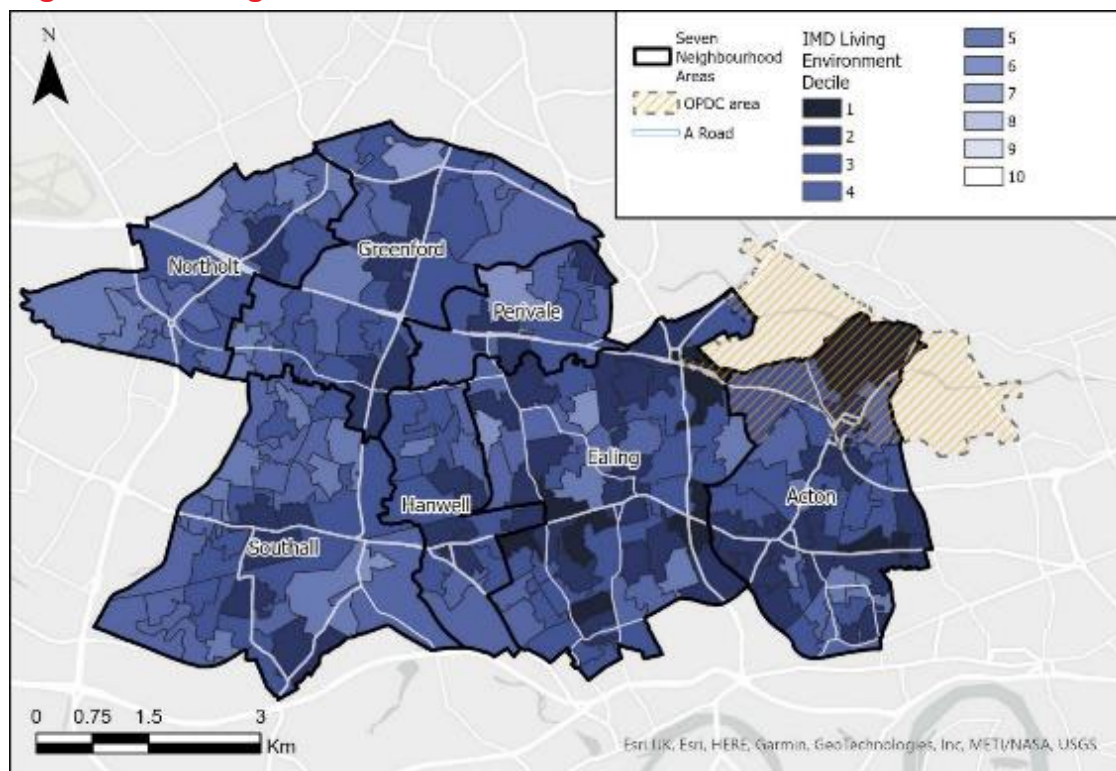 N
Seven
Neighbourhood
Areas
OPDC area
A Road
IMD Living
Environment
Decile
1
2
3
4
5
6
7
8
9
10
Northolt
Greenford
Perivale
Ealing
Hanwell
Acton
Southall
0 0.75 1.5 3
Km
Esri UK, Esri, HERE, Garmin, GeoTechnologies, Inc, METI/NASA, USGS